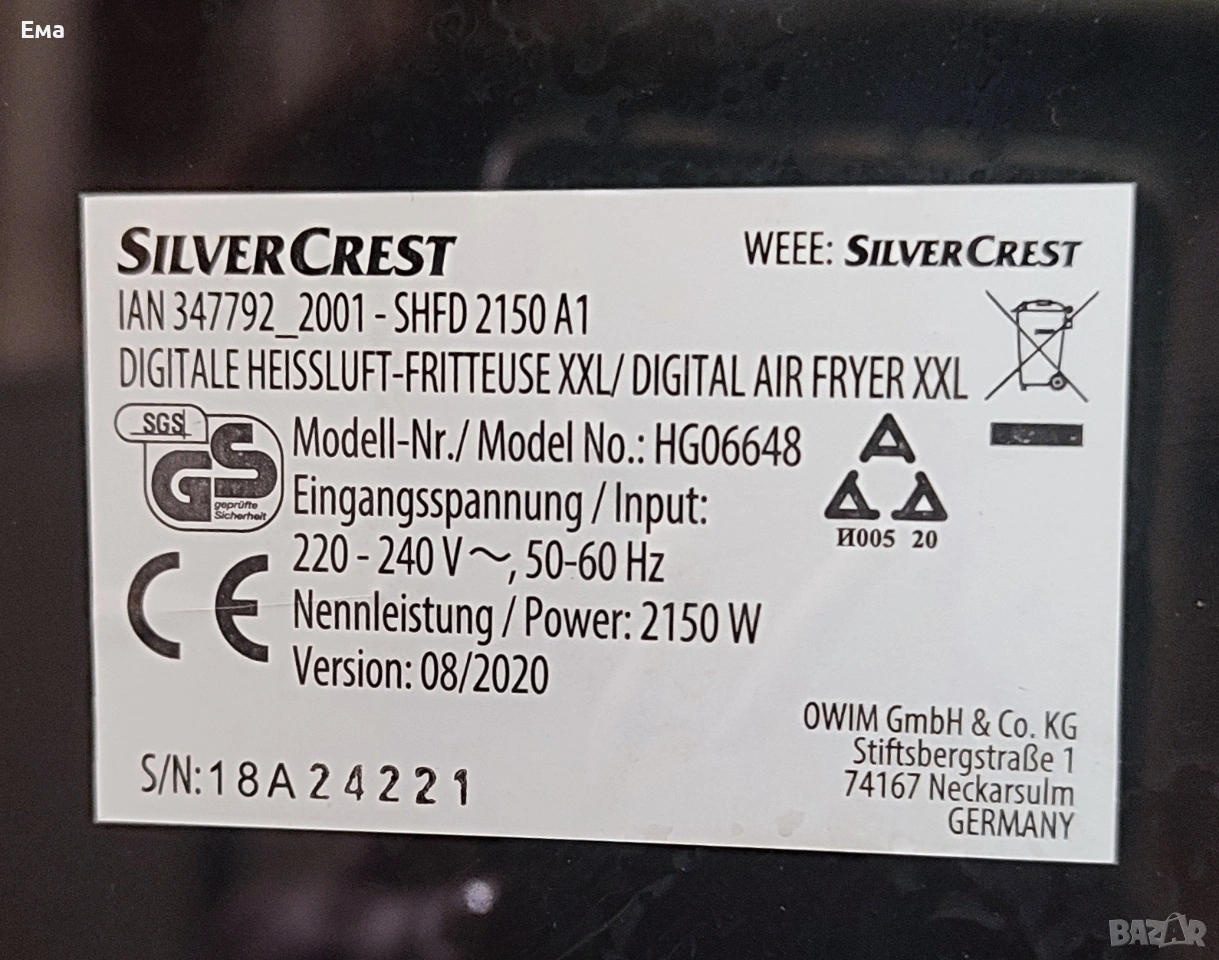 Ема
SILVERCREST
WEEE: SILVERCREST
IAN 347792_2001 - SHFD 2150 A1
DIGITALE HEISSLUFT-FRITTEUSE XXL/ DIGITAL AIR FRYER XXL
SGS
GS
geprüfte
Sicherheit
Modell-Nr./ Model No.: HG06648
Eingangsspannung / Input:
220 - 240 V～, 50-60 Hz
Nennleistung / Power: 2150 W
Version: 08/2020
CE
И005 20
S/N:18A24221
OWIM GmbH & Co. KG
Stiftsbergstraße 1
74167 Neckarsulm
GERMANY
BAZAR